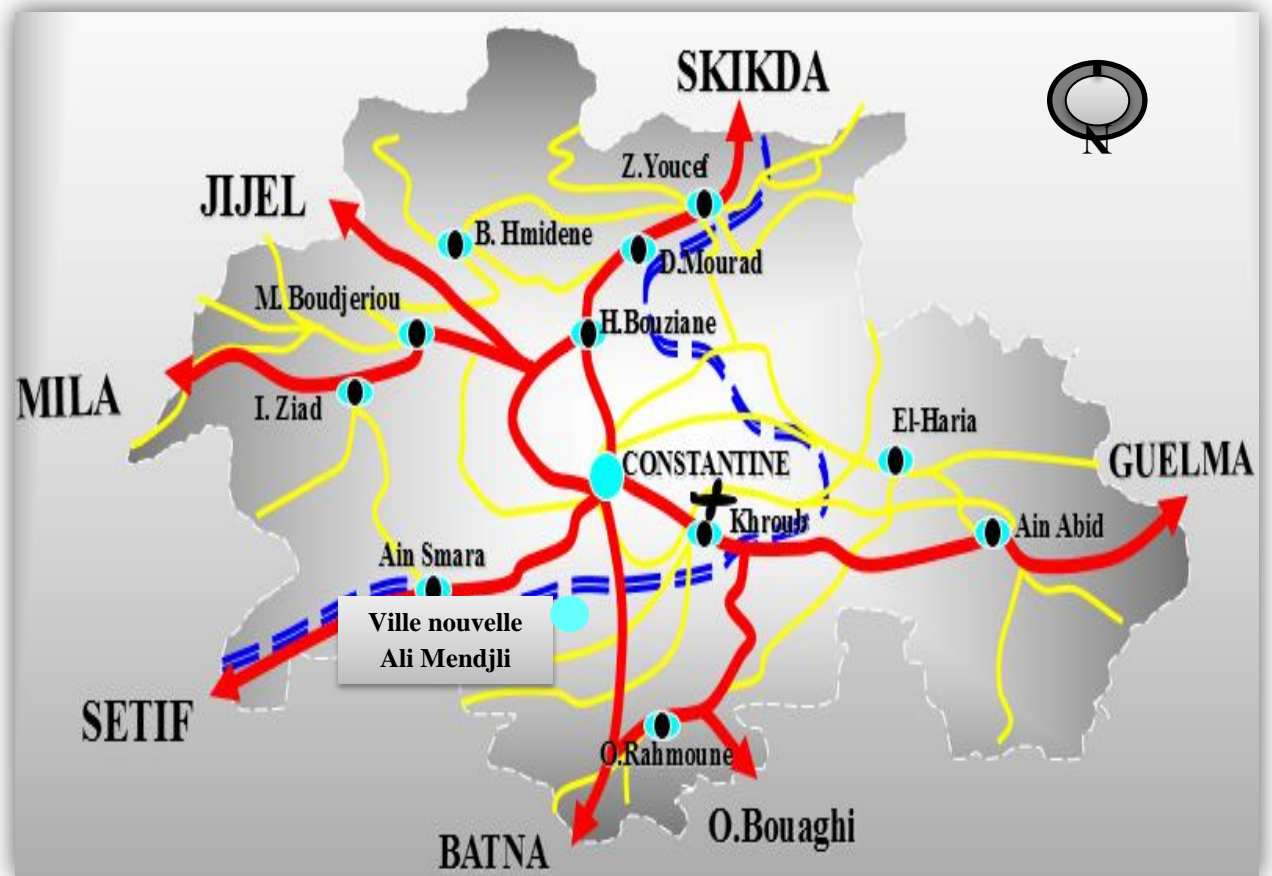 SKIKDA
N
Z.Youcef
JIJEL
B. Hmidene
D.Mourad
M. Boudjeriou
H.Bouziane
MILA
I. Ziad
El-Haria
CONSTANTINE
GUELMA
Khroub
Ain Abid
Ain Smara
Ville nouvelle
Ali Mendjli
SETIF
O.Rahmoune
O.Bouaghi
BATNA